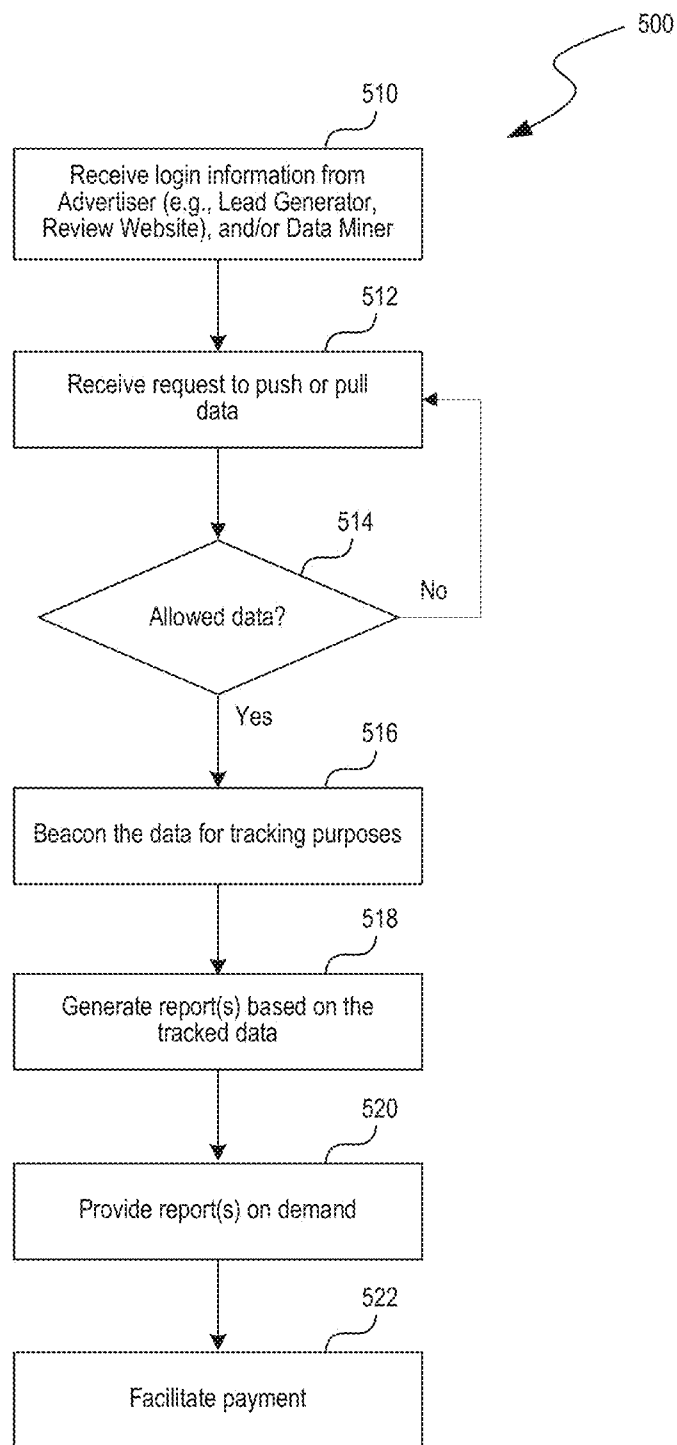 500
510
Receive login information from
Advertiser (e.g., Lead Generator,
Review Website), and/or Data Miner
512
Receive request to push or pull
data
514
Allowed data?
No
Yes
516
Beacon the data for tracking purposes
518
Generate report(s) based on the
tracked data
520
Provide report(s) on demand
522
Facilitate payment